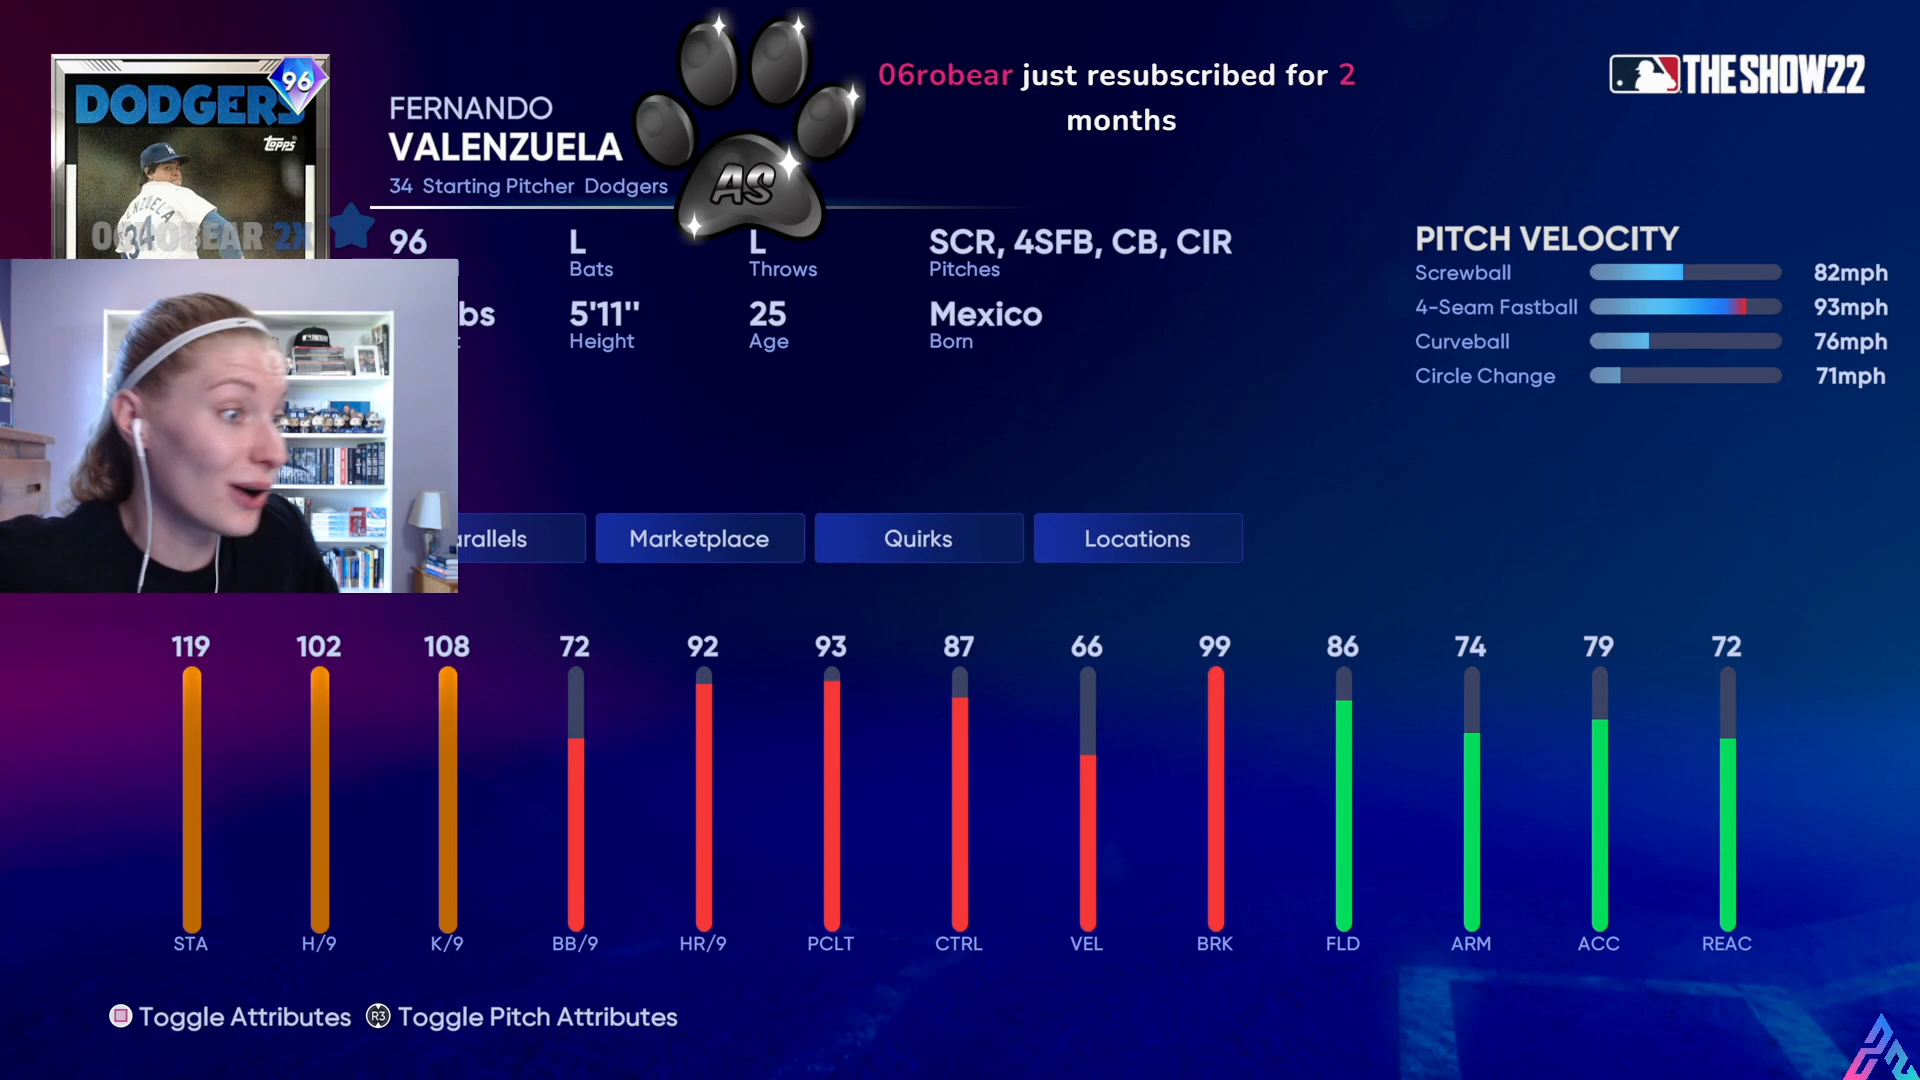 06robear just resubscribed for 2
months
THE SHOW 22
96
DODGERS
Topps
FERNANDO
VALENZUELA
34 Starting Pitcher Dodgers
AS
34
06ROBEAR 2X
96
L
Bats
L
Throws
SCR, 4SFB, CB, CIR
Pitches
bs
5'11"
Height
25
Age
Mexico
Born
PITCH VELOCITY
Screwball 82mph
4-Seam Fastball 93mph
Curveball 76mph
Circle Change 71mph
arallels
Marketplace
Quirks
Locations
119 102 108 72 92 93 87 66 99 86 74 79 72
STA H/9 K/9 BB/9 HR/9 PCLT CTRL VEL BRK FLD ARM ACC REAC
Toggle Attributes R3 Toggle Pitch Attributes